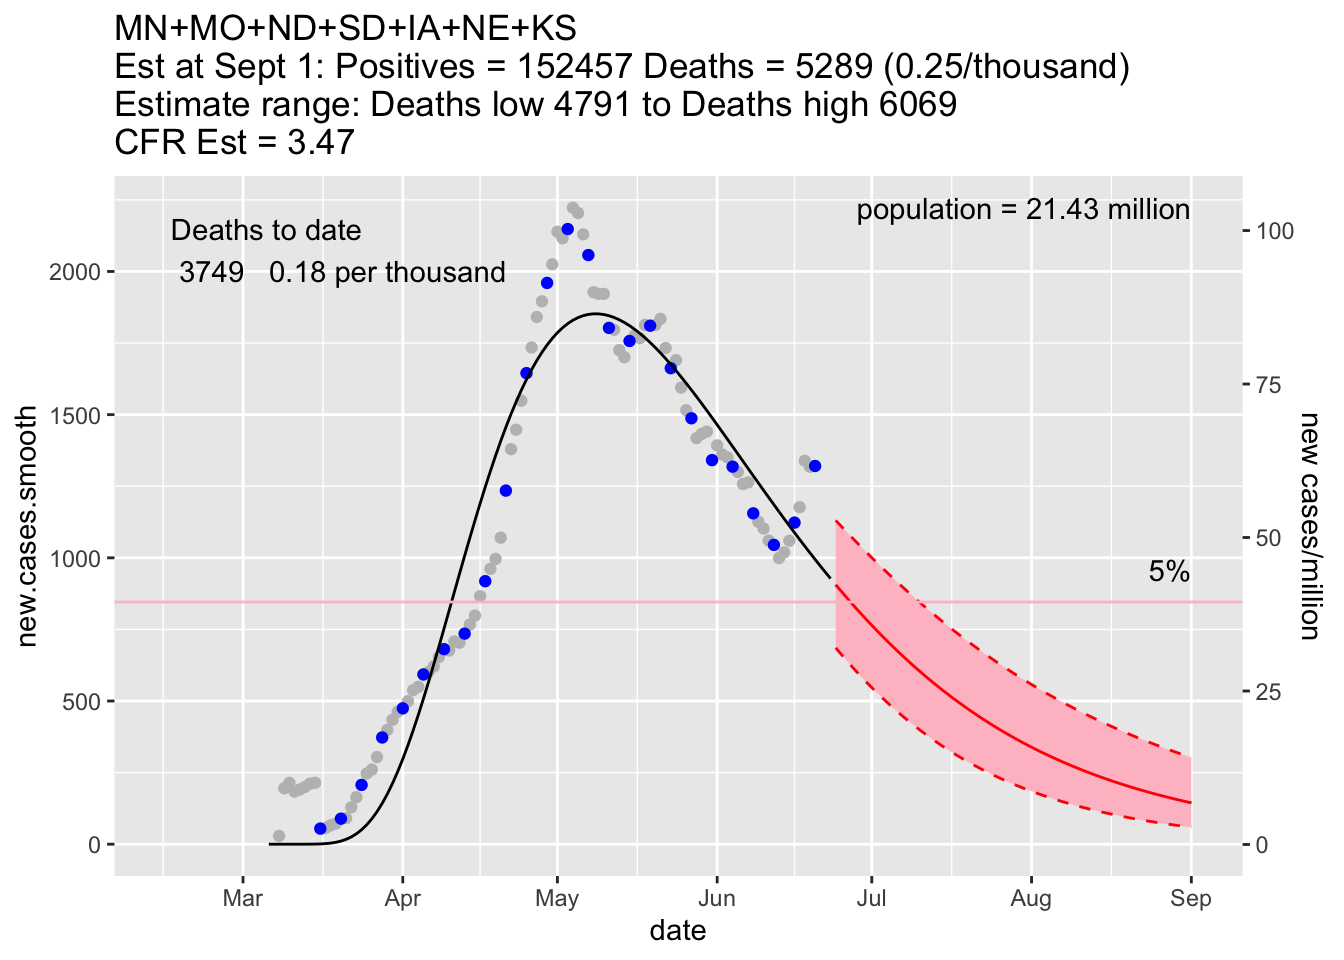 MN+MO+ND+SD+IA+NE+KS
Est at Sept 1: Positives = 152457 Deaths = 5289 (0.25/thousand)
Estimate range: Deaths low 4791 to Deaths high 6069
CFR Est = 3.47
population = 21.43 million
Deaths to date
3749 0.18 per thousand
5%
new.cases.smooth
2000
1500
1000
500
0
100
75
50
25
0
new cases/million
Mar Apr May Jun Jul Aug Sep
date